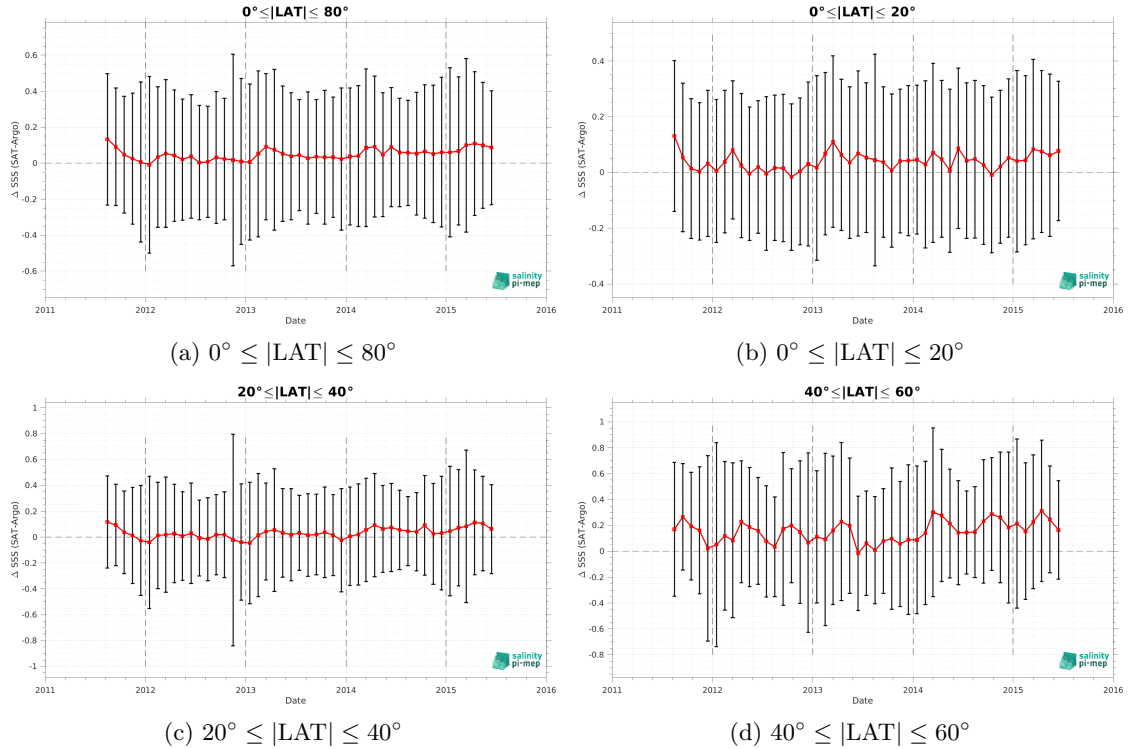 0°≤|LAT|≤ 80°
Δ SSS (SAT-Argo)
0.6
0.4
0.2
0
-0.2
-0.4
-0.6
2011 2012 2013 2014 2015 2016
Date
salinity
pi-mep
(a) 0° ≤ |LAT| ≤ 80°
0°≤|LAT|≤ 20°
Δ SSS (SAT-Argo)
0.4
0.2
0
-0.2
-0.4
2011 2012 2013 2014 2015 2016
Date
salinity
pi-mep
(b) 0° ≤ |LAT| ≤ 20°
20°≤|LAT|≤ 40°
Δ SSS (SAT-Argo)
1
0.8
0.6
0.4
0.2
0
-0.2
-0.4
-0.6
-0.8
-1
2011 2012 2013 2014 2015 2016
Date
salinity
pi-mep
(c) 20° ≤ |LAT| ≤ 40°
40°≤|LAT|≤ 60°
Δ SSS (SAT-Argo)
1
0.8
0.6
0.4
0.2
0
-0.2
-0.4
-0.6
-0.8
2011 2012 2013 2014 2015 2016
Date
salinity
pi-mep
(d) 40° ≤ |LAT| ≤ 60°